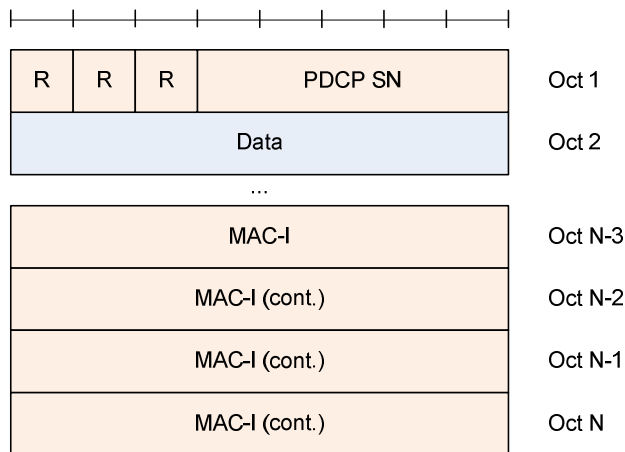 R R R PDCP SN Oct 1
Data Oct 2
...
MAC-I Oct N-3
MAC-I (cont.) Oct N-2
MAC-I (cont.) Oct N-1
MAC-I (cont.) Oct N